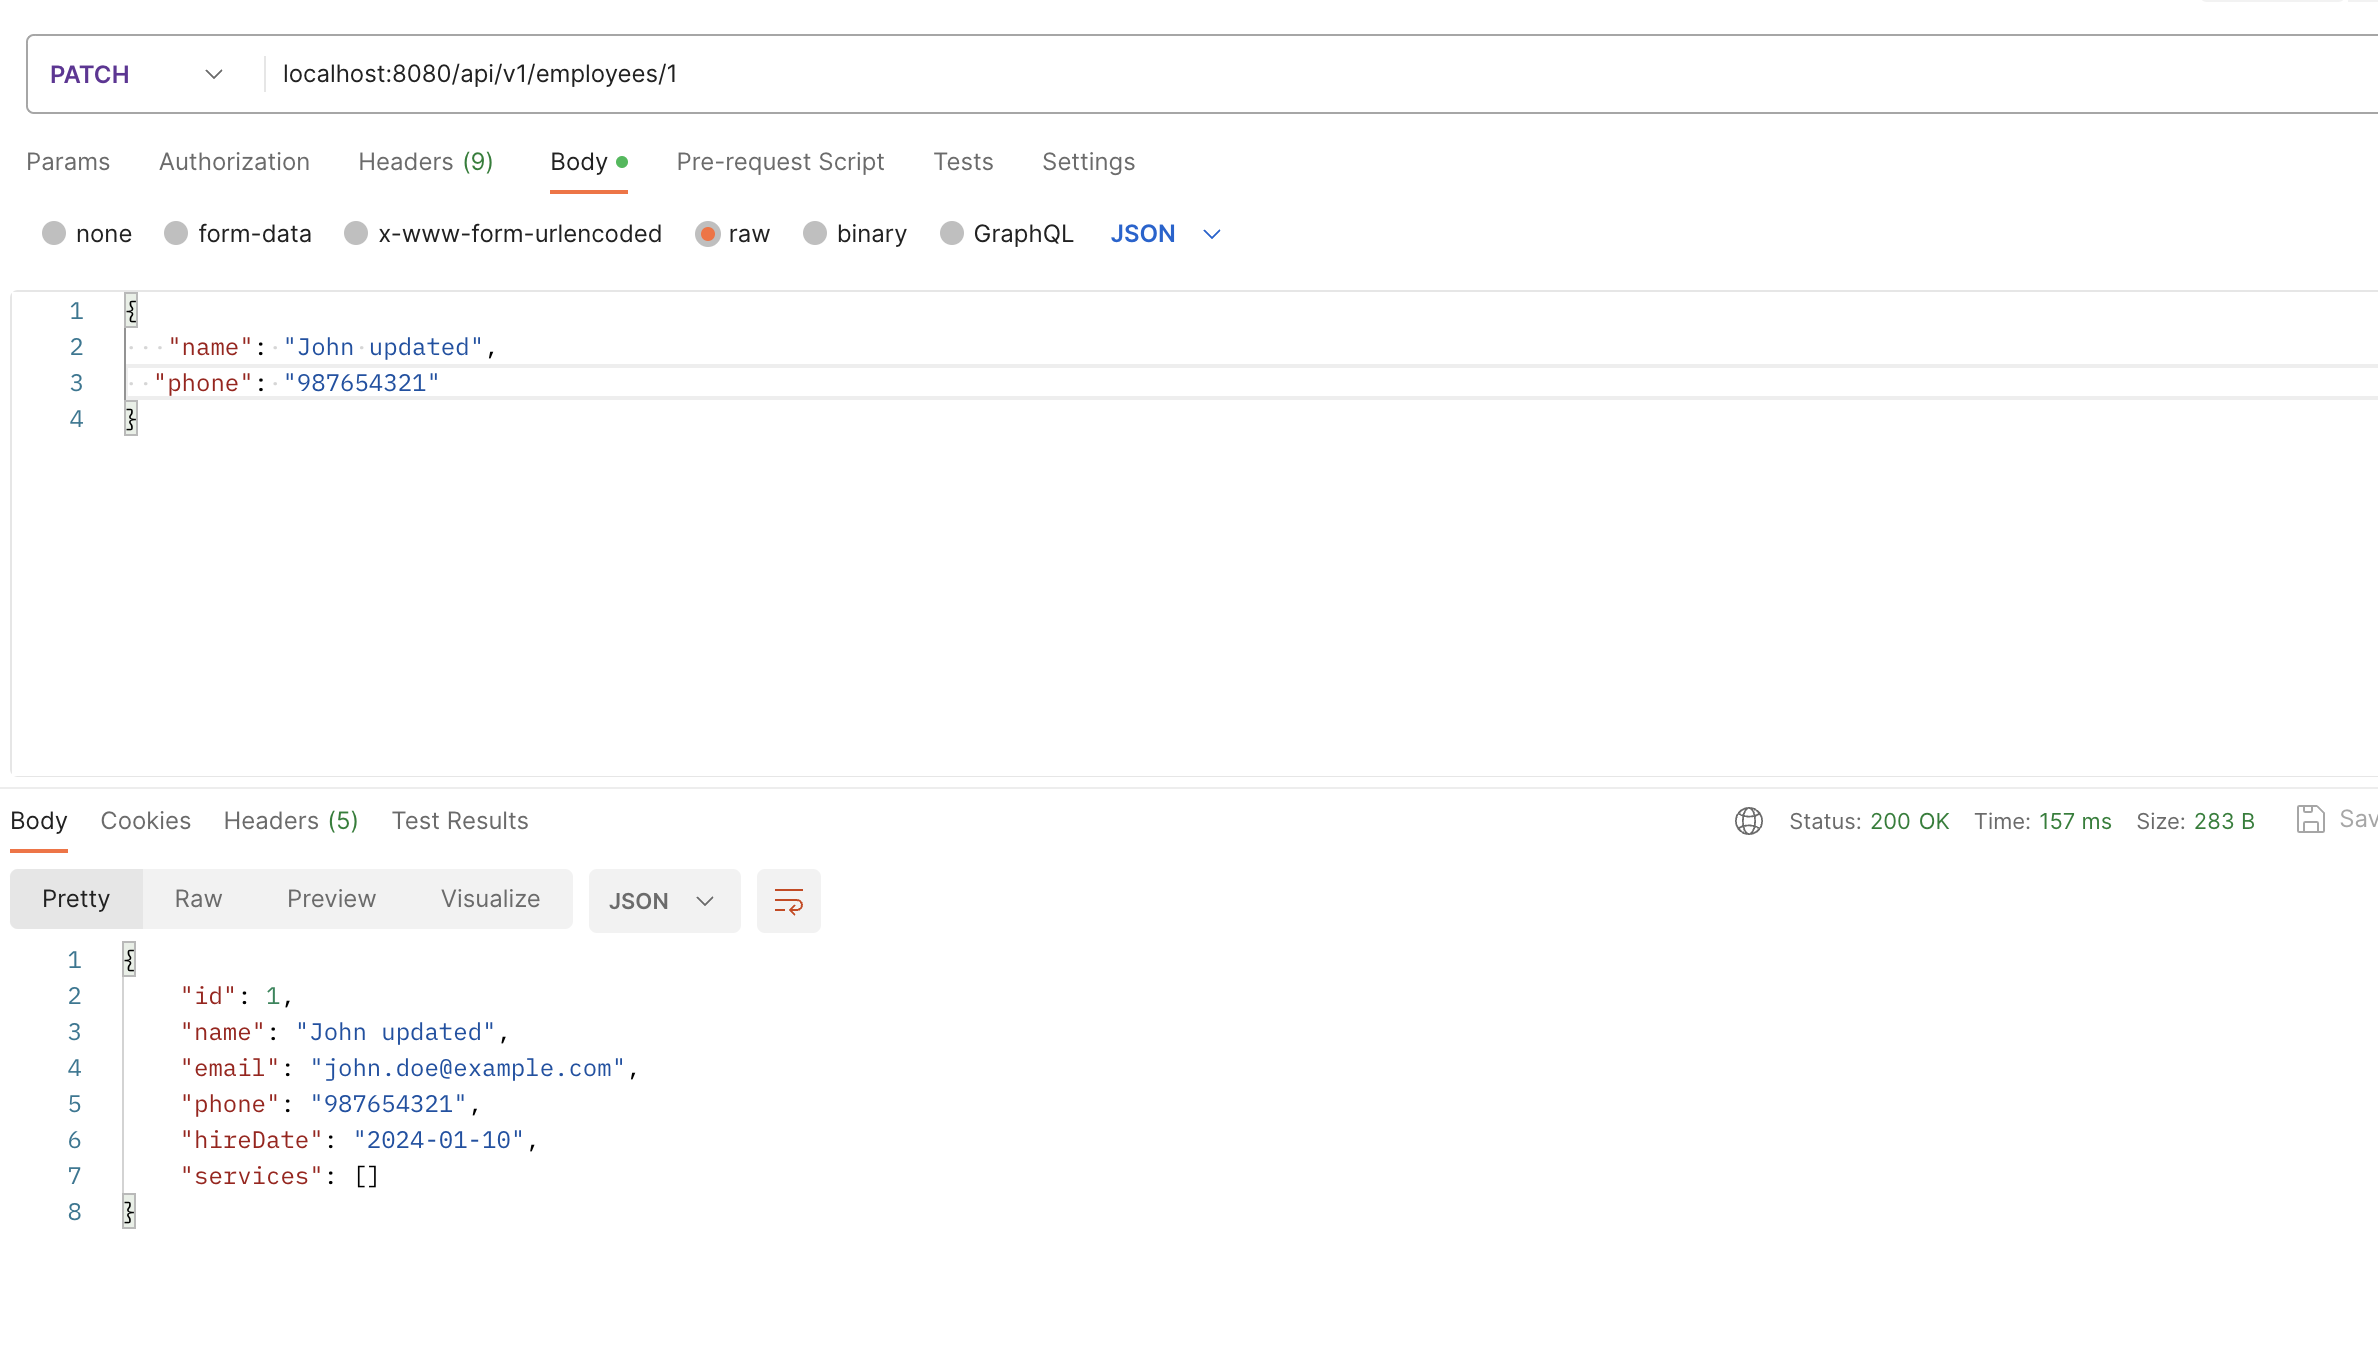 PATCH localhost:8080/api/v1/employees/1
Params Authorization Headers (9) Body Pre-request Script Tests Settings
none form-data x-www-form-urlencoded raw binary GraphQL JSON
1 {
2 "name": "John updated",
3 "phone": "987654321"
4 }
Body Cookies Headers (5) Test Results Status: 200 OK Time: 157 ms Size: 283 B Sav
Pretty Raw Preview Visualize JSON
1 {
2 "id": 1,
3 "name": "John updated",
4 "email": "john.doe@example.com",
5 "phone": "987654321",
6 "hireDate": "2024-01-10",
7 "services": []
8 }